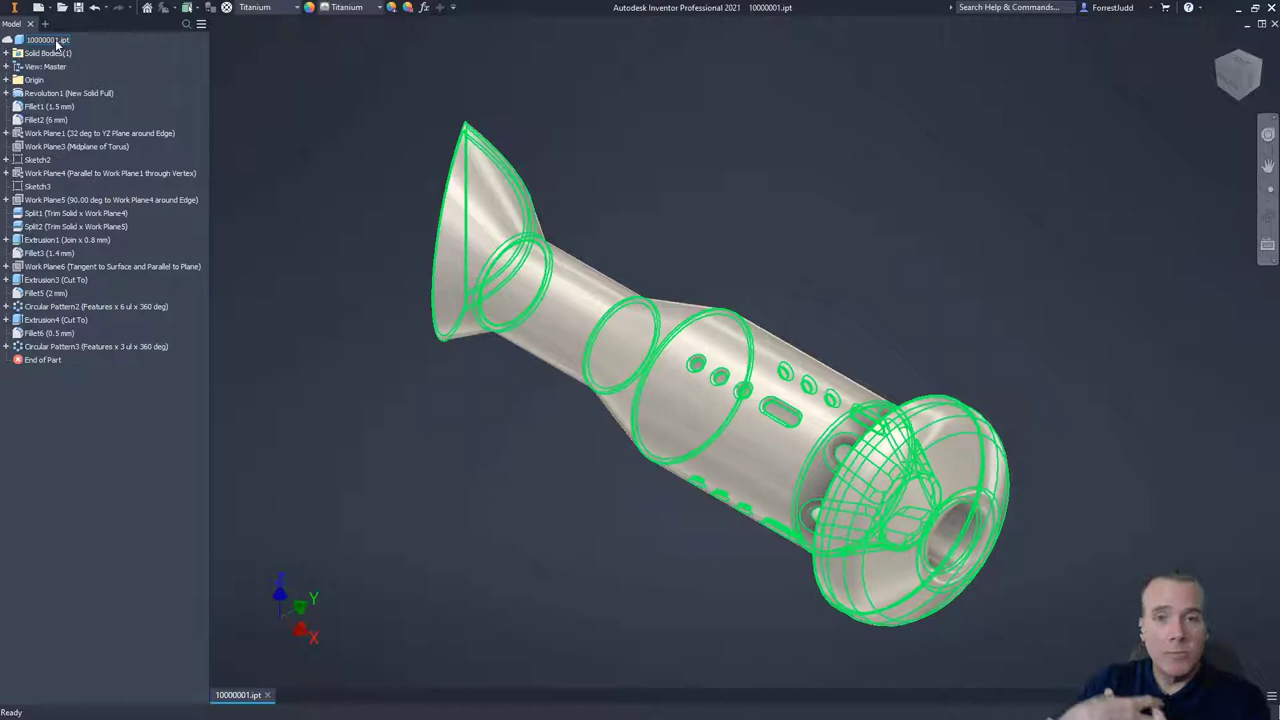 Titanium
Titanium
fx
Autodesk Inventor Professional 2021 10000001.ipt
Search Help & Commands...
ForrestJudd
Model
10000001.ipt
Solid Bodies(1)
View: Master
Origin
Revolution1 (New Solid Full)
Fillet1 (1.5 mm)
Fillet2 (6 mm)
Work Plane1 (32 deg to YZ Plane around Edge)
Work Plane3 (Midplane of Torus)
Sketch2
Work Plane4 (Parallel to Work Plane1 through Vertex)
Sketch3
Work Plane5 (90.00 deg to Work Plane4 around Edge)
Split1 (Trim Solid x Work Plane4)
Split2 (Trim Solid x Work Plane5)
Extrusion1 (Join x 0.8 mm)
Fillet3 (1.4 mm)
Work Plane6 (Tangent to Surface and Parallel to Plane)
Extrusion3 (Cut To)
Fillet5 (2 mm)
Circular Pattern2 (Features x 6 ul x 360 deg)
Extrusion4 (Cut To)
Fillet6 (0.5 mm)
Circular Pattern3 (Features x 3 ul x 360 deg)
End of Part
Z
Y
X
10000001.ipt
Ready